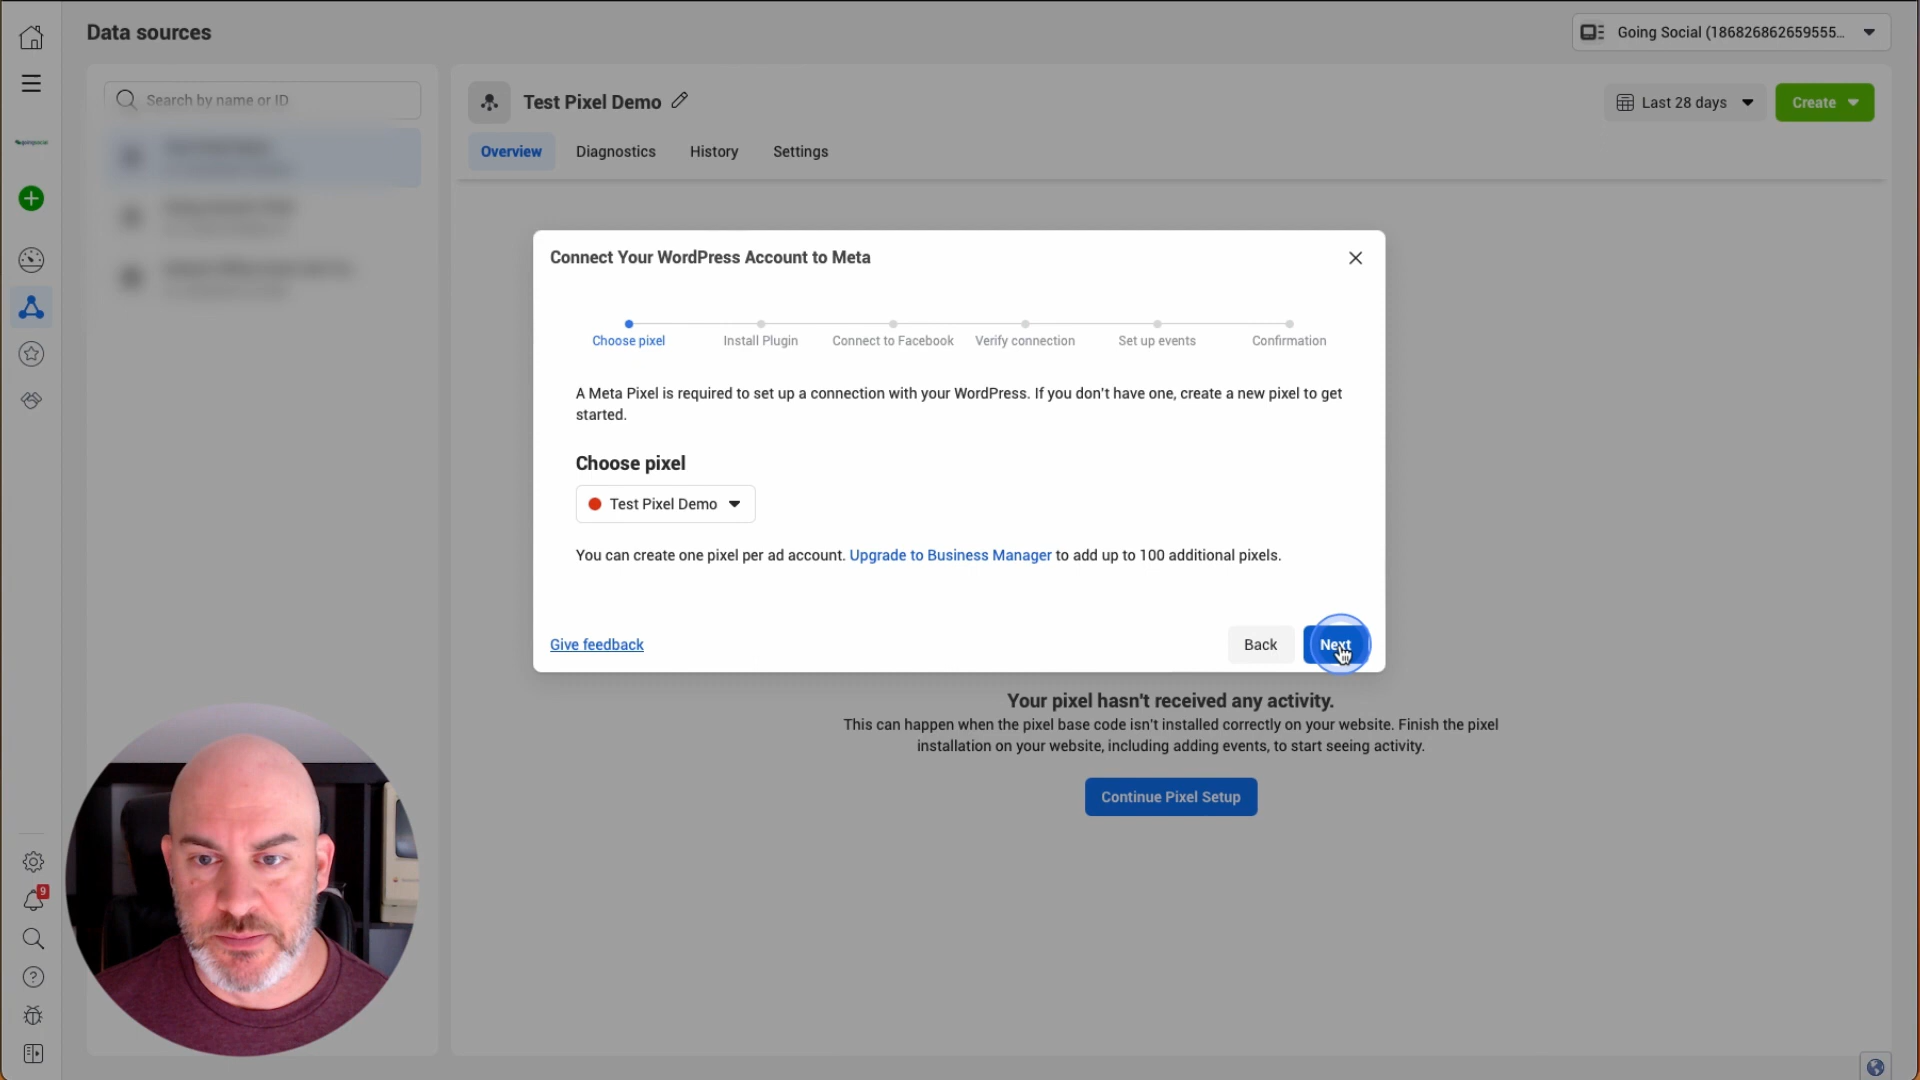 Data sources
Going Social (186826862659555...
Search by name or ID
Test Pixel Demo
Last 28 days
Create
Overview
Diagnostics
History
Settings
Connect Your WordPress Account to Meta
Choose pixel
Install Plugin
Connect to Facebook
Verify connection
Set up events
Confirmation
A Meta Pixel is required to set up a connection with your WordPress. If you don't have one, create a new pixel to get
started.
Choose pixel
Test Pixel Demo
You can create one pixel per ad account. Upgrade to Business Manager to add up to 100 additional pixels.
Give feedback
Back
Next
Your pixel hasn't received any activity.
This can happen when the pixel base code isn't installed correctly on your website. Finish the pixel
installation on your website, including adding events, to start seeing activity.
Continue Pixel Setup
9